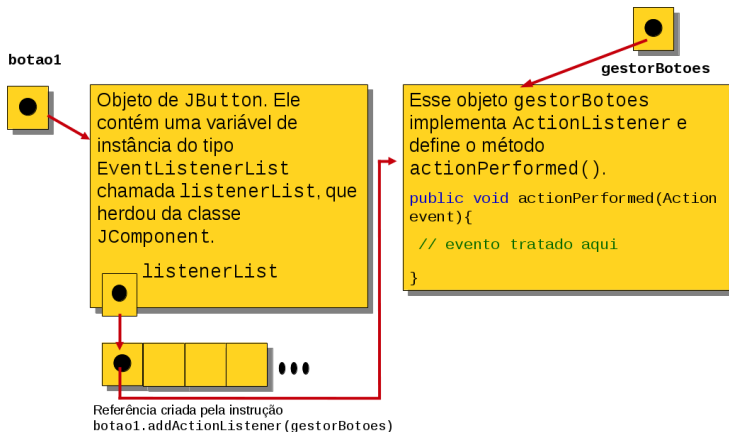 botao1
Objeto de JButton. Ele
contém uma variável de
instância do tipo
EventListenerList
chamada listenerList, que
herdou da classe
JComponent.
listenerList
gestorBotoes
Esse objeto gestorBotoes
implementa ActionListener e
define o método
actionPerformed().
public void actionPerformed(Action
event){
// evento tratado aqui
}
Referência criada pela instrução
botao1.addActionListener(gestorBotoes)